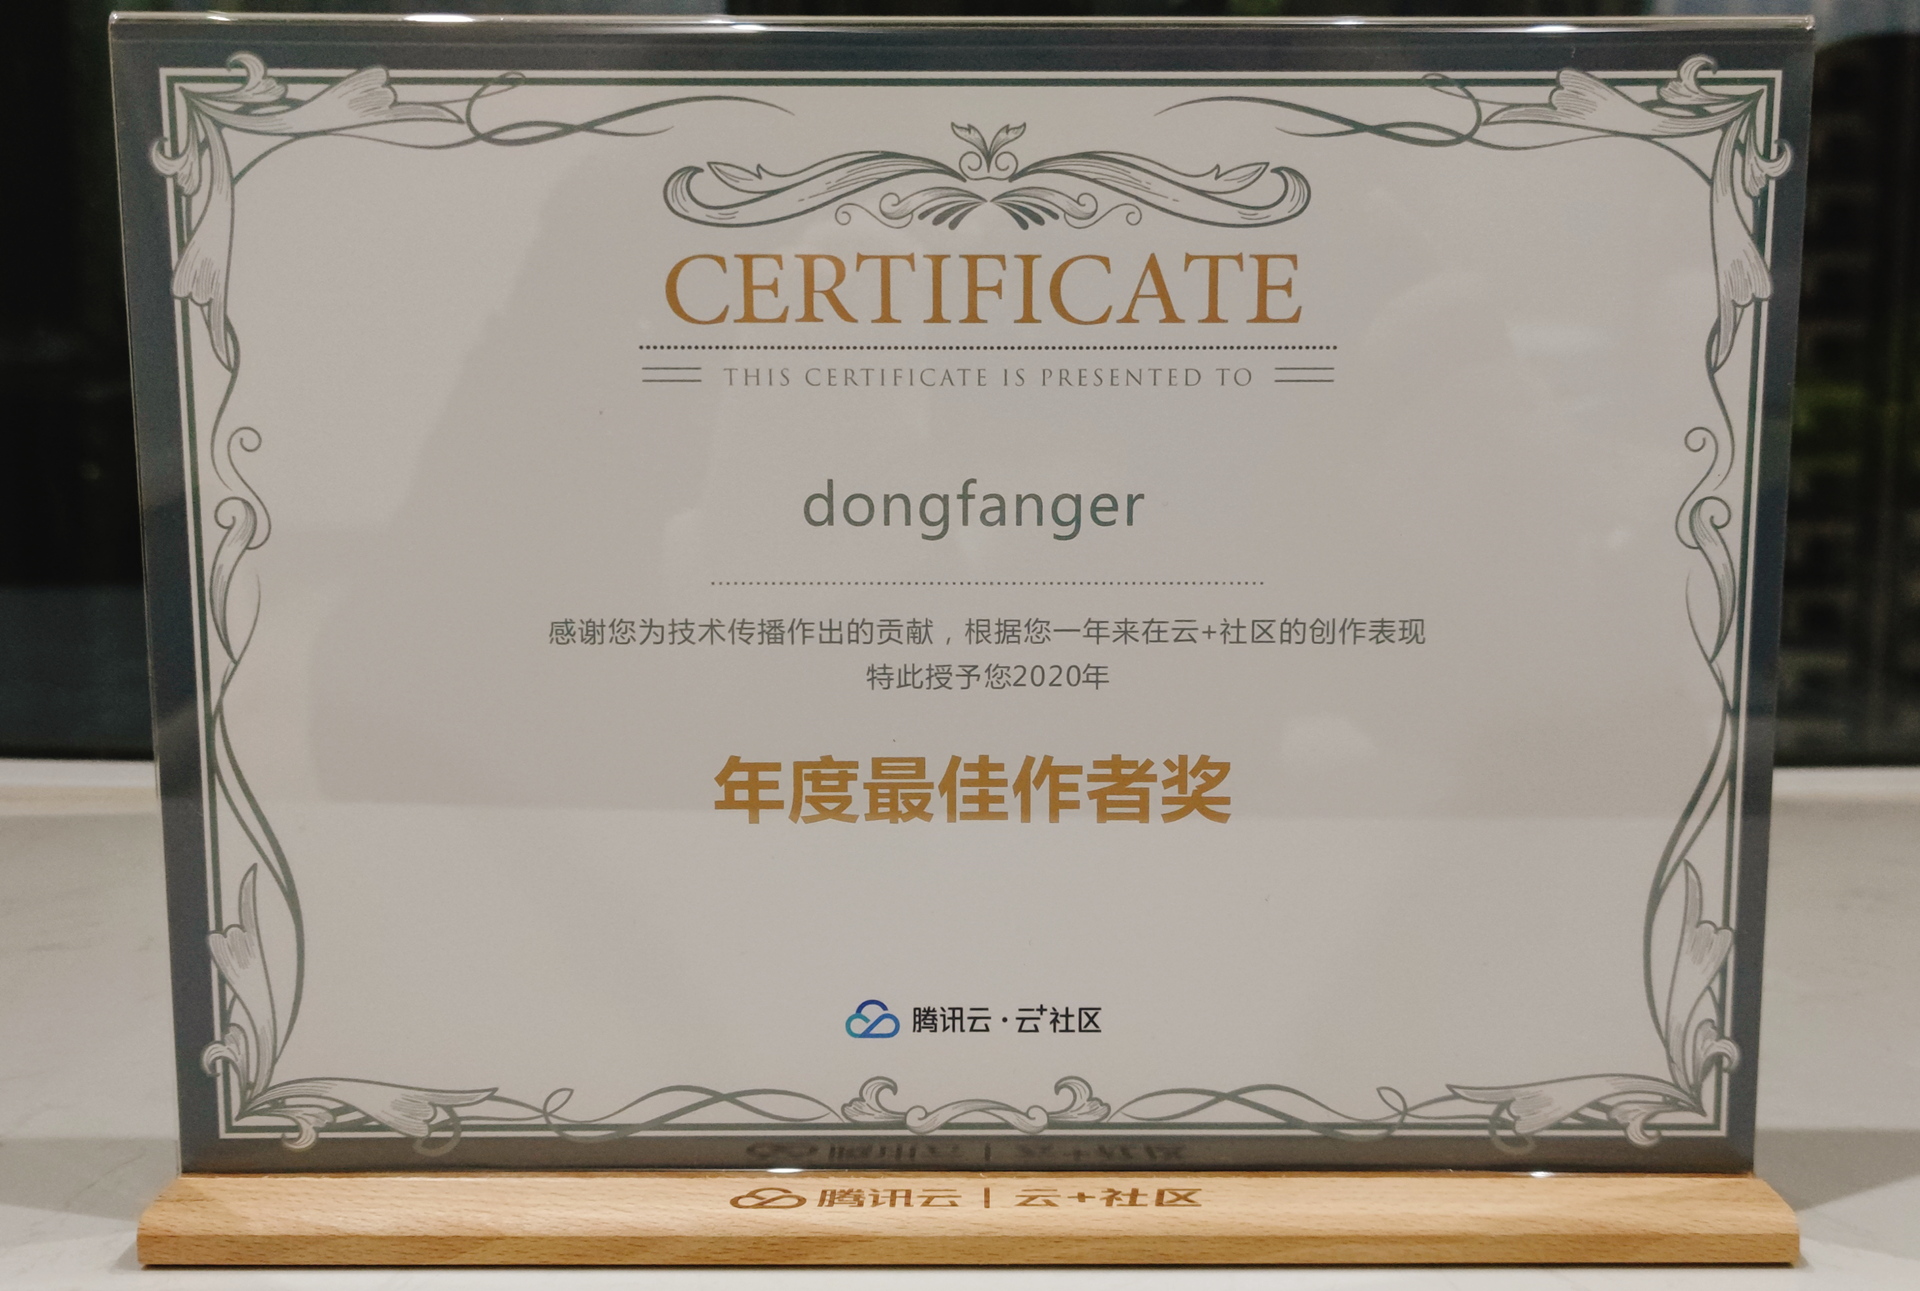 CERTIFICATE
THIS CERTIFICATE IS PRESENTED TO
dongfanger
感谢您为技术传播作出的贡献，根据您一年来在云+社区的创作表现
特此授予您2020年
年度最佳作者奖
腾讯云·云+社区
腾讯云 | 云+社区